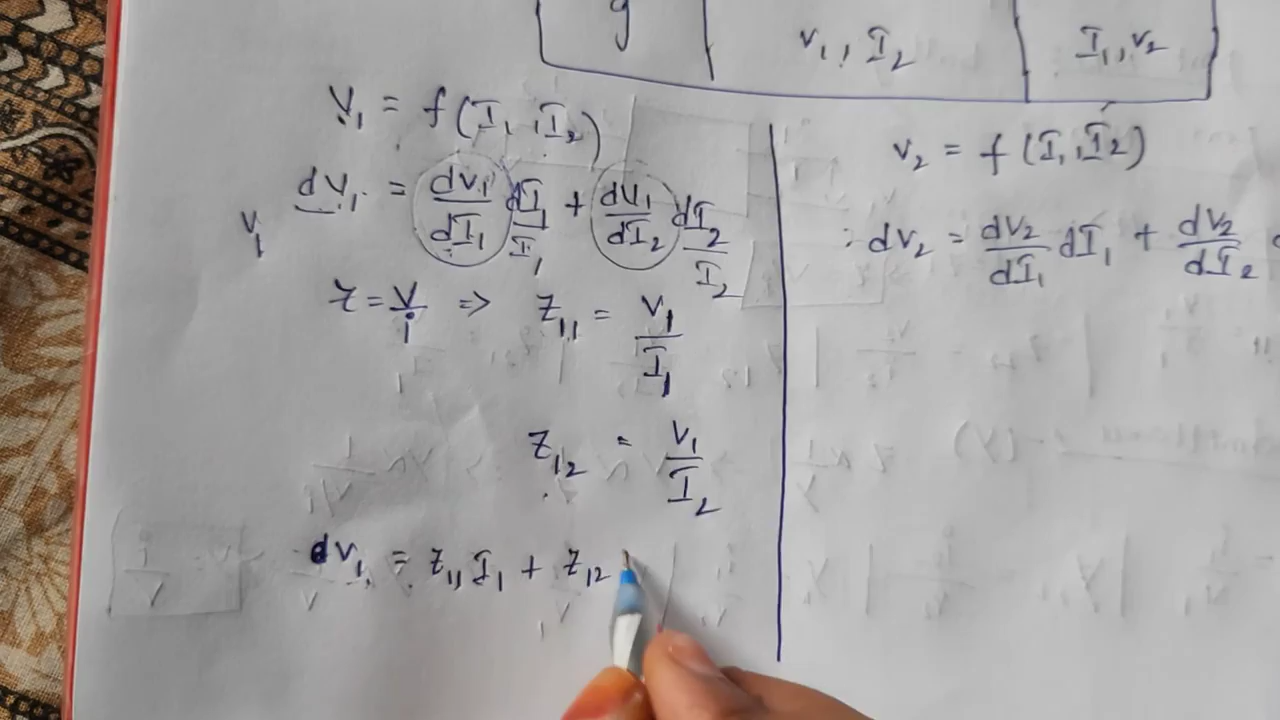 g V₁, I₂ I₁, V₂
V₁ = f(I₁, I₂)
dV₁ = dV₁/dI₁ dI₁/I₁ + dV₁/dI₂ dI₂/I₂
V₁
Z = V/i => Z₁₁ = V₁/I₁
Z₁₂ = V₁/I₂
dV₁ = Z₁₁ I₁ + Z₁₂
V₂ = f(I₁, I₂)
dV₂ = dV₂/dI₁ dI₁ + dV₂/dI₂